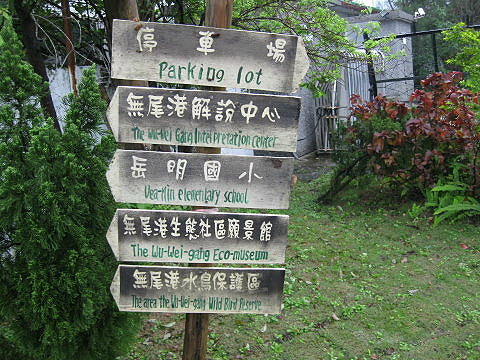 停車場
Parking lot
無尾港解說中心
The Wu-Wei Gang Interpretation center
岳明國小
Uea-Min elementary school
無尾港生態社區願景館
The Wu-Wei-gang Eco-museum
無尾港水鳥保護區
The area the Wu-Wei-gang Wild Bird Reserve